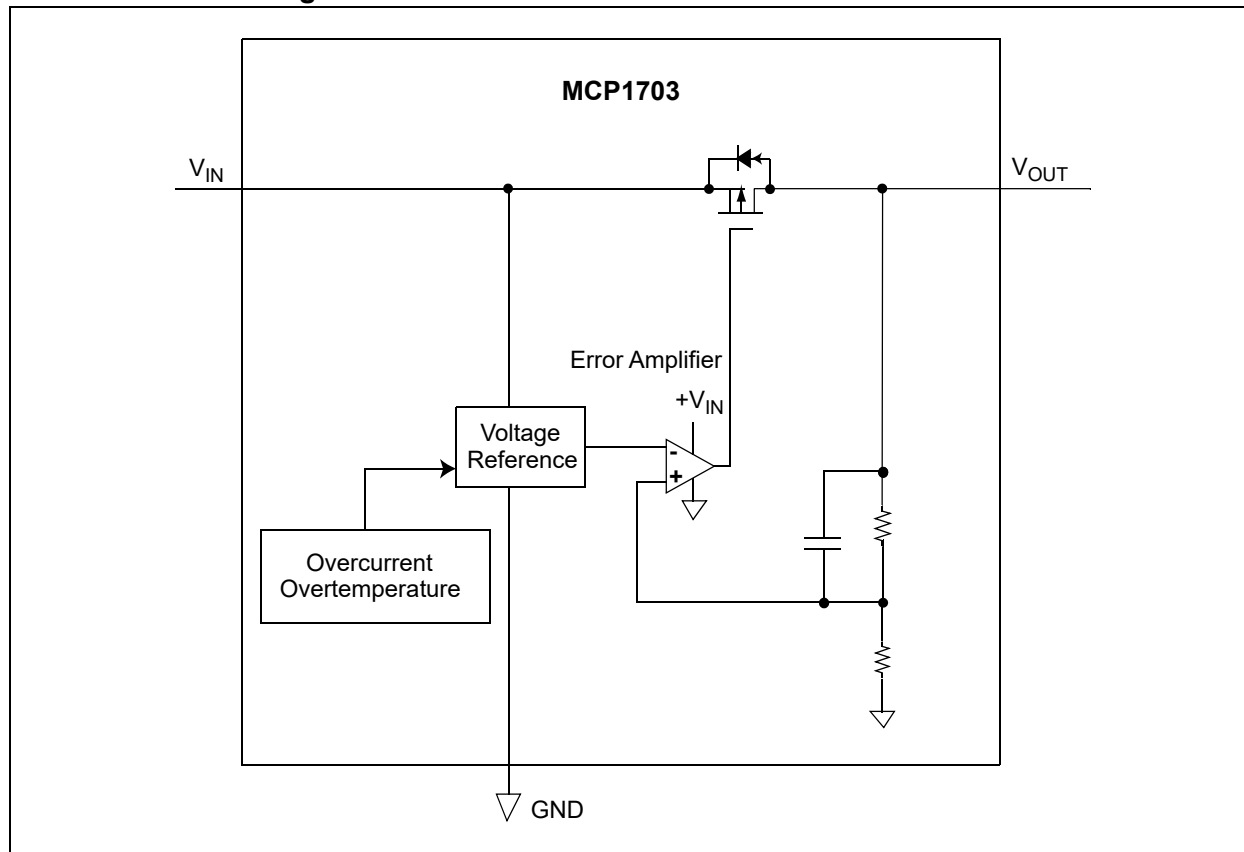 MCP1703
V_IN
V_OUT
Error Amplifier
+V_IN
Voltage
Reference
-
+
Overcurrent
Overtemperature
GND